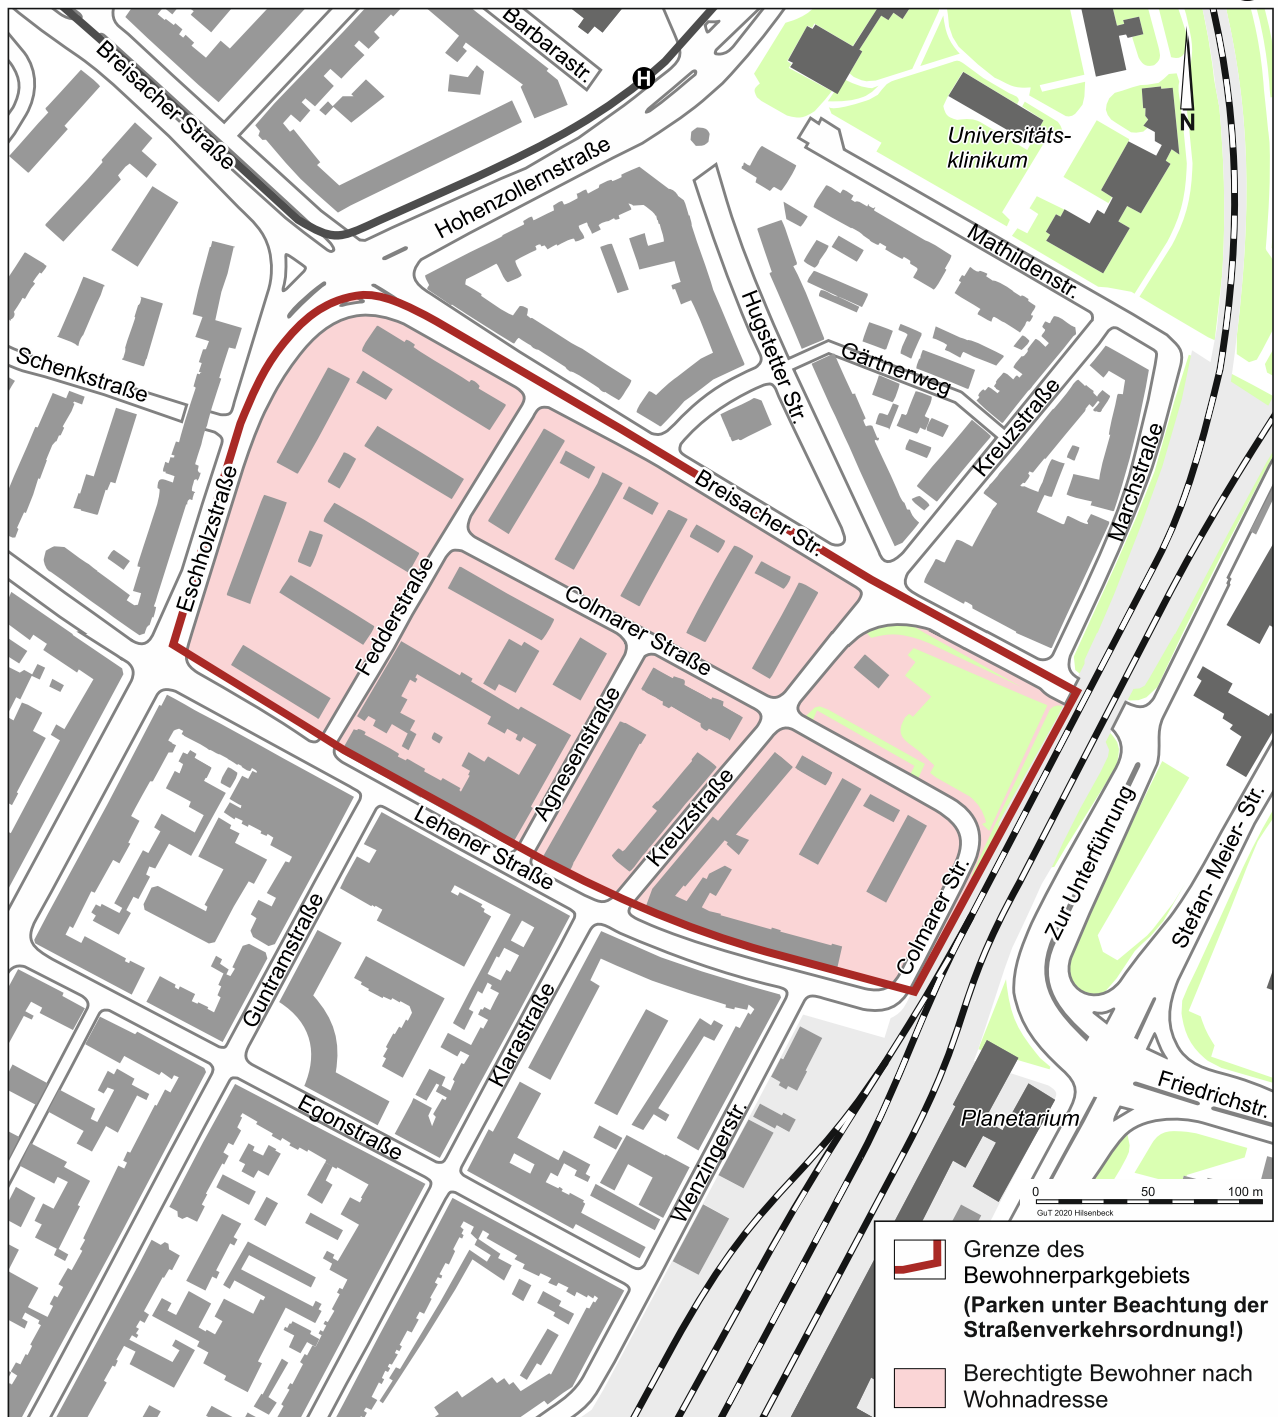 Barbarastr.
Breisacher Straße
H
Hohenzollernstraße
Universitäts-
klinikum
N
Mathildenstr.
Hugstetter Str.
Gärtnerweg
Kreuzstraße
Marchstraße
Schenkstraße
Eschholzstraße
Breisacher Str.
Fedderstraße
Colmarer Straße
Agnesenstraße
Kreuzstraße
Lehener Straße
Colmarer Str.
Zur Unterführung
Stefan- Meier- Str.
Guntramstraße
Klarastraße
Egonstraße
Wenzingerstr.
Friedrichstr.
Planetarium
0 50 100 m
GuT 2020 Hilsenbeck
Grenze des
Bewohnerparkgebiets
(Parken unter Beachtung der
Straßenverkehrsordnung!)
Berechtigte Bewohner nach
Wohnadresse